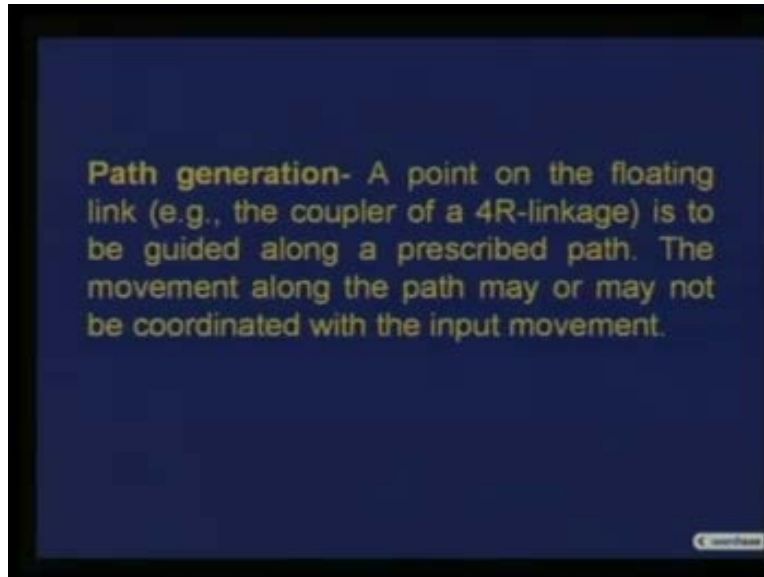 Path generation- A point on the floating
link (e.g., the coupler of a 4R-linkage) is to
be guided along a prescribed path. The
movement along the path may or may not
be coordinated with the input movement.